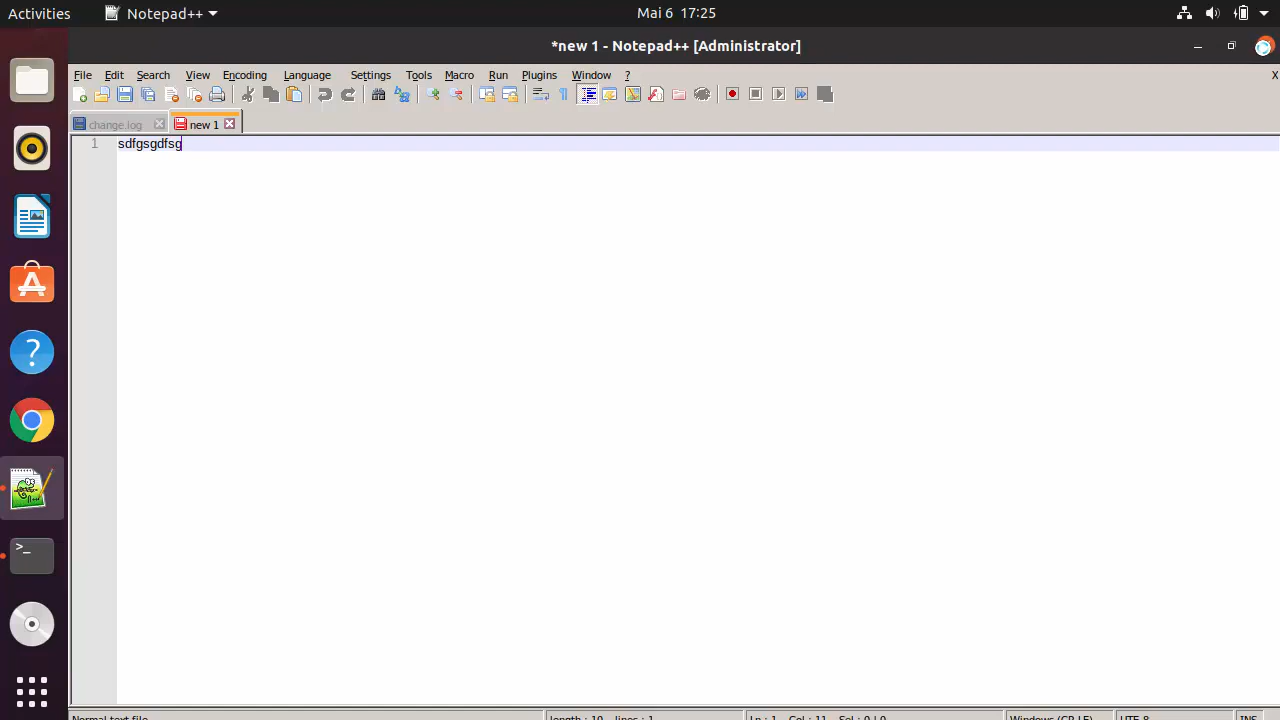 Activities Notepad++ Mai 6 17:25
*new 1 - Notepad++ [Administrator]
File Edit Search View Encoding Language Settings Tools Macro Run Plugins Window ? X
change.log new 1
1 sdfgsgdfsg
Normal text file length : 10 lines : 1 Ln : 1 Col : 11 Sel : 0 | 0 Windows (CR LF) UTF-8 INS